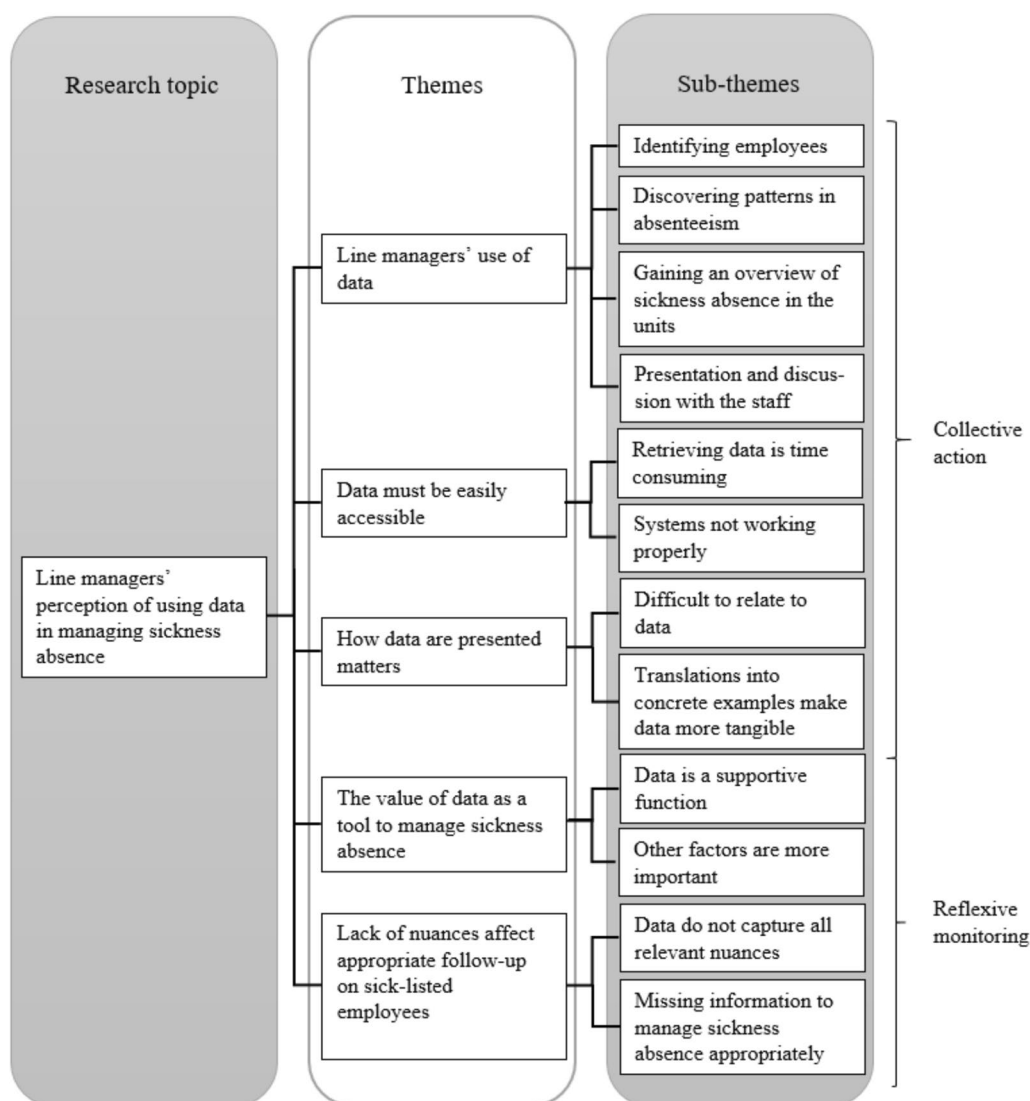 Research topic
Themes
Sub-themes
Line managers’
perception of using data
in managing sickness
absence
Line managers’ use of
data
Data must be easily
accessible
How data are presented
matters
The value of data as a
tool to manage sickness
absence
Lack of nuances affect
appropriate follow-up
on sick-listed
employees
Identifying employees
Discovering patterns in
absenteeism
Gaining an overview of
sickness absence in the
units
Presentation and discus-
sion with the staff
Retrieving data is time
consuming
Systems not working
properly
Difficult to relate to
data
Translations into
concrete examples make
data more tangible
Data is a supportive
function
Other factors are more
important
Data do not capture all
relevant nuances
Missing information to
manage sickness
absence appropriately
Collective
action
Reflexive
monitoring